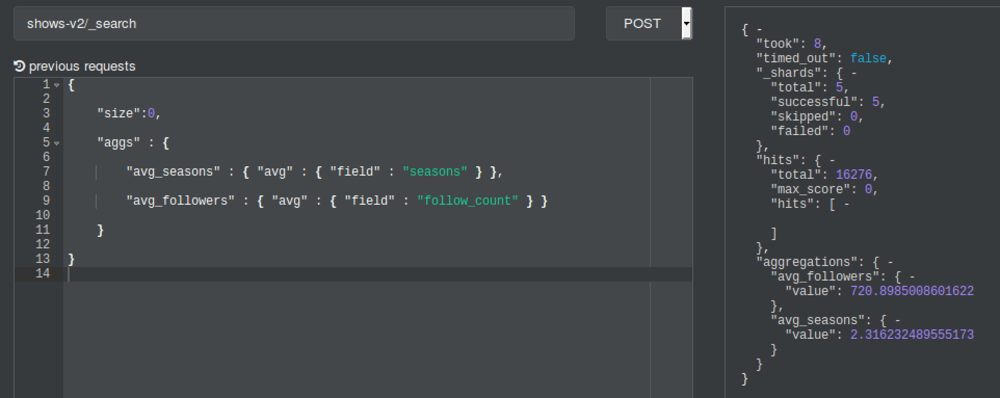 shows-v2/_search
POST
previous requests
1 {
2
3 "size":0,
4
5 "aggs" : {
6
7 "avg_seasons" : { "avg" : { "field" : "seasons" } },
8
9 "avg_followers" : { "avg" : { "field" : "follow_count" } }
10
11 }
12
13 }
14
{ -
"took": 8,
"timed_out": false,
"_shards": { -
"total": 5,
"successful": 5,
"skipped": 0,
"failed": 0
},
"hits": { -
"total": 16276,
"max_score": 0,
"hits": [ -
]
},
"aggregations": { -
"avg_followers": { -
"value": 720.8985008601622
},
"avg_seasons": { -
"value": 2.316232489555173
}
}
}